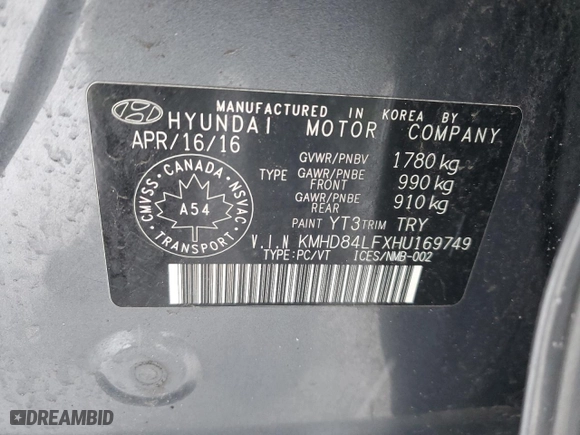 MANUFACTURED IN KOREA BY
HYUNDAI MOTOR COMPANY
APR/16/16
GVWR/PNBV 1780 kg
TYPE GAWR/PNBE FRONT 990 kg
GAWR/PNBE REAR 910 kg
PAINT YT3 TRIM TRY
V.I.N KMHD84LFXHU169749
TYPE:PC/VT ICES/NMB-002
CMVSS · CANADA · NSVAC
A54
TRANSPORT
DREAMBID